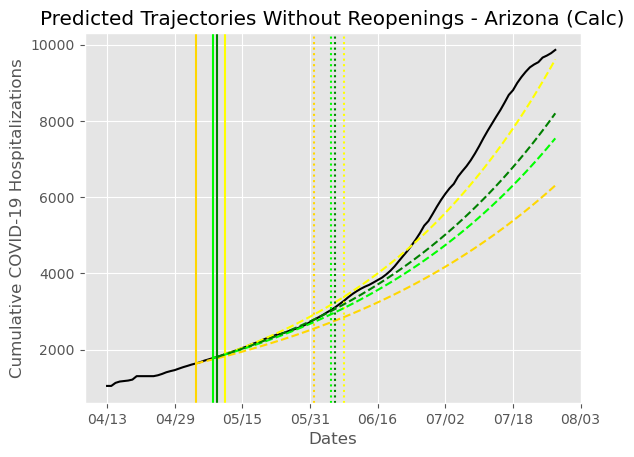 Predicted Trajectories Without Reopenings - Arizona (Calc)
Cumulative COVID-19 Hospitalizations
10000
8000
6000
4000
2000
04/13 04/29 05/15 05/31 06/16 07/02 07/18 08/03
Dates